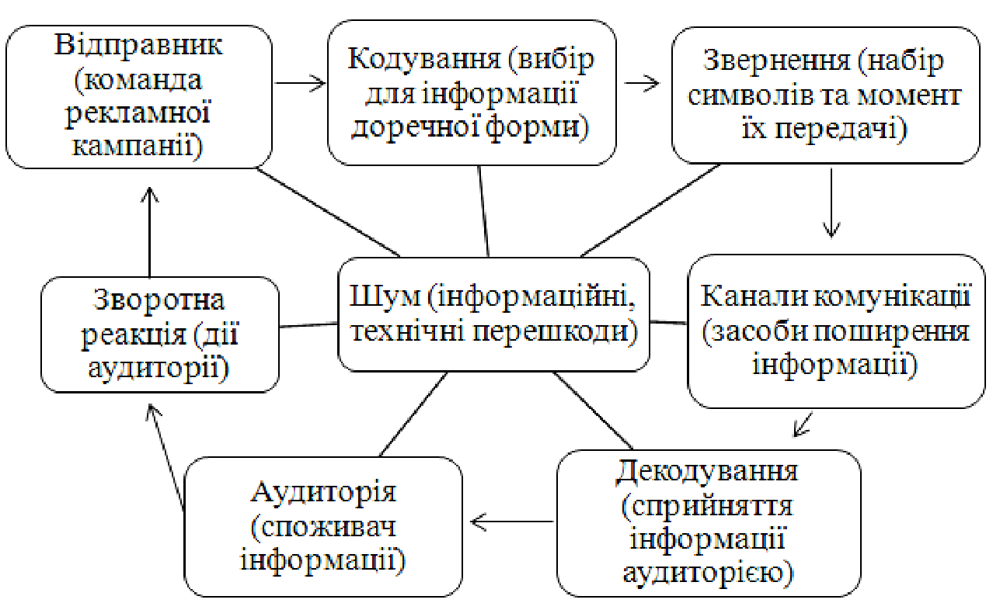 Відправник
(команда
рекламної
кампанії)
Кодування (вибір
для інформації
доречної форми)
Звернення (набір
символів та момент
їх передачі)
Зворотна
реакція (дії
аудиторії)
Шум (інформаційні,
технічні перешкоди)
Канали комунікації
(засоби поширення
інформації)
Аудиторія
(споживач
інформації)
Декодування
(сприйняття
інформації
аудиторією)